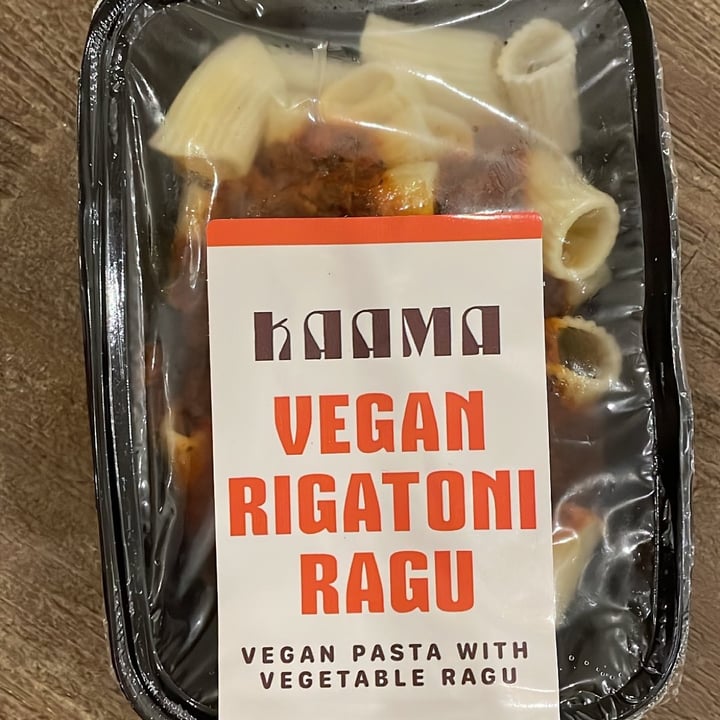 KAAMA
VEGAN
RIGATONI
RAGU
VEGAN PASTA WITH
VEGETABLE RAGU